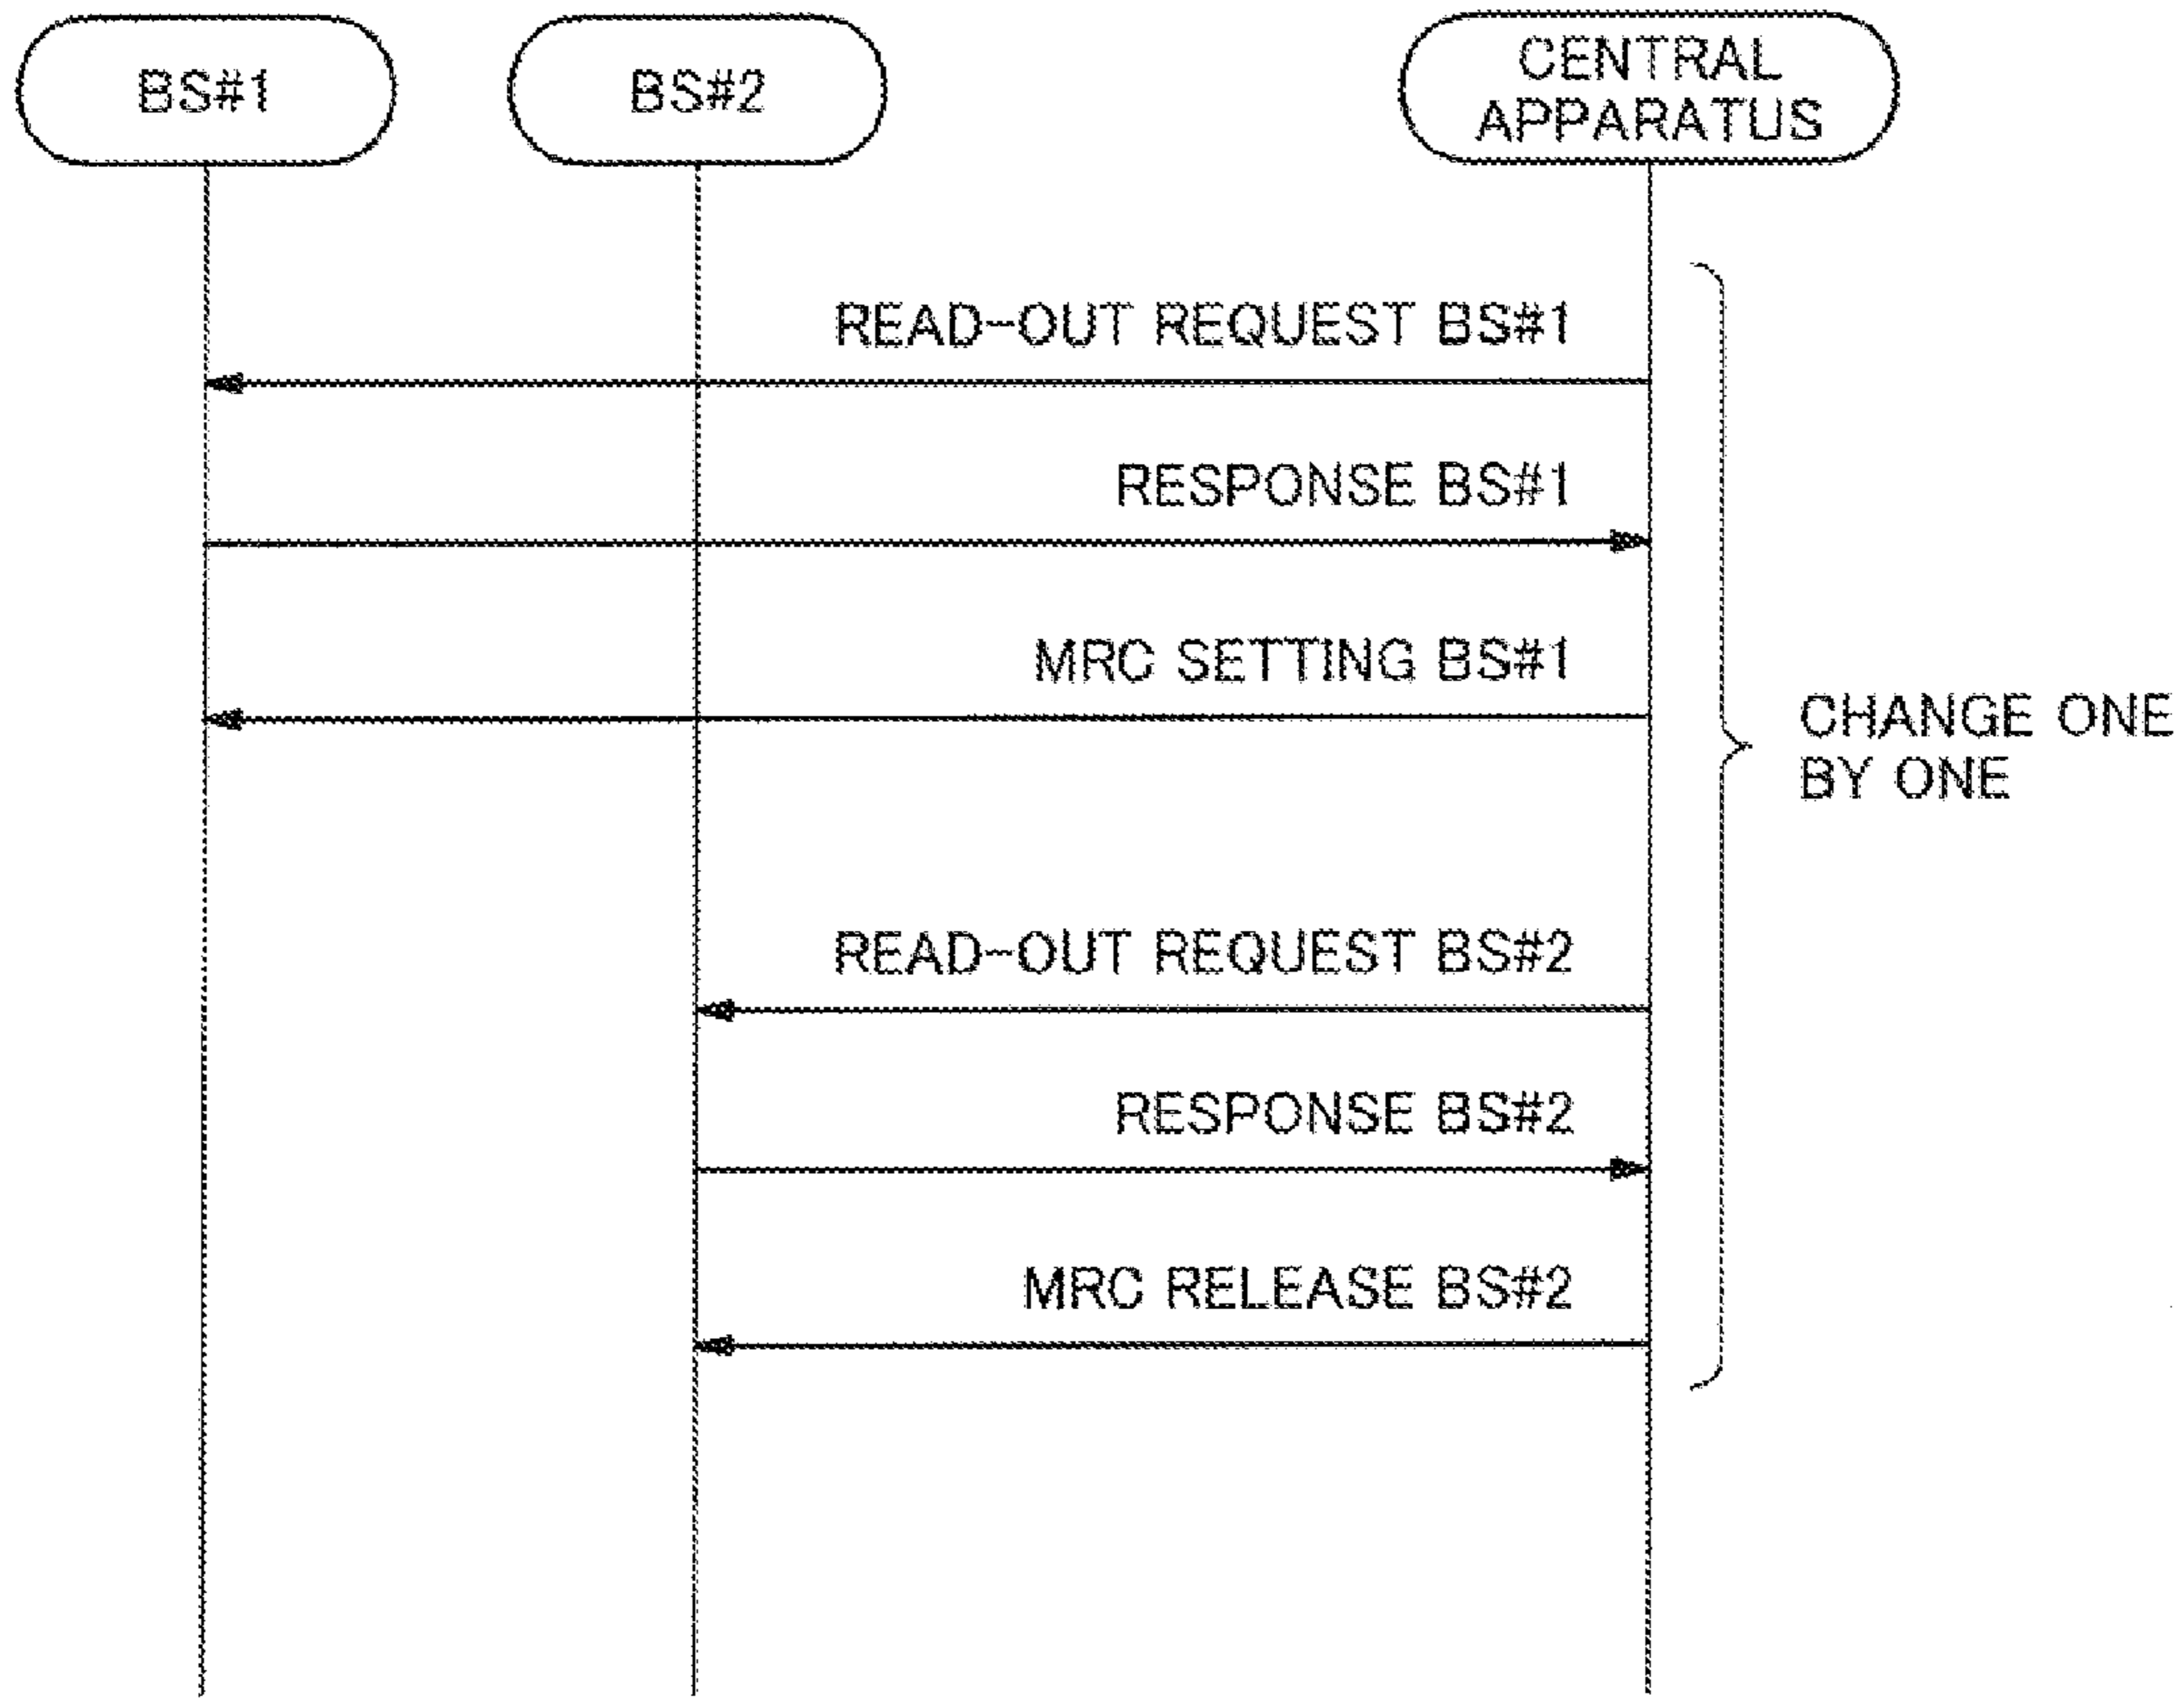 BS#1
BS#2
CENTRAL
APPARATUS
READ-OUT REQUEST BS#1
RESPONSE BS#1
MRC SETTING BS#1
CHANGE ONE
BY ONE
READ-OUT REQUEST BS#2
RESPONSE BS#2
MRC RELEASE BS#2